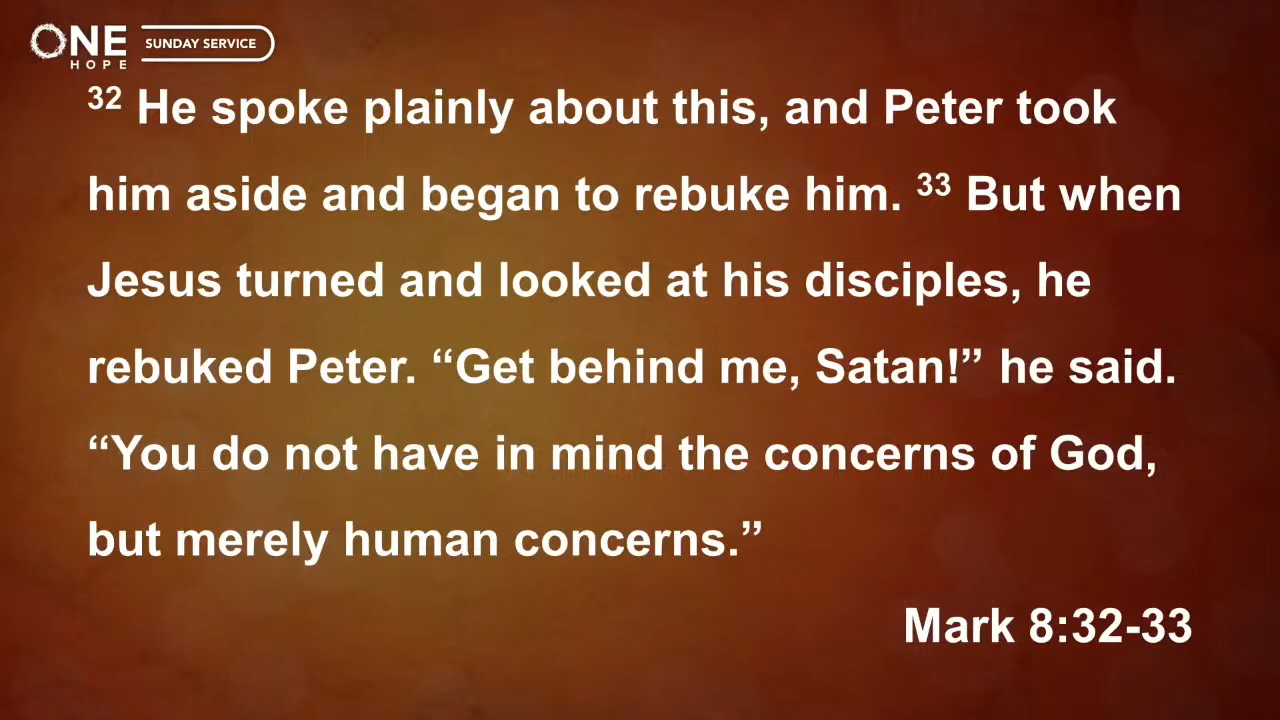 ONE
HOPE
SUNDAY SERVICE
32 He spoke plainly about this, and Peter took
him aside and began to rebuke him. 33 But when
Jesus turned and looked at his disciples, he
rebuked Peter. “Get behind me, Satan!” he said.
“You do not have in mind the concerns of God,
but merely human concerns.”
Mark 8:32-33